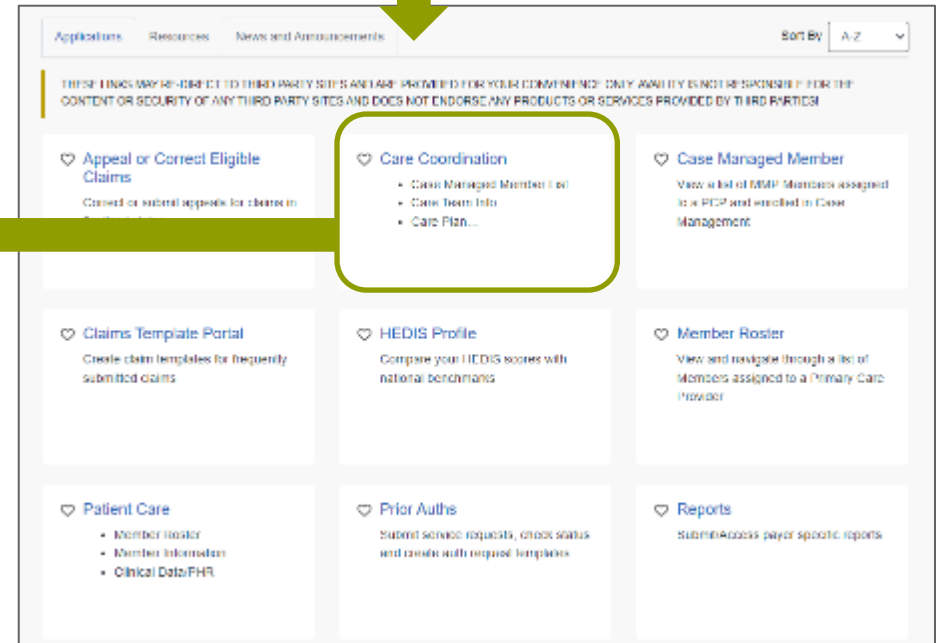 Applications Resources News and Announcements Sort By A-Z
THESE LINKS MAY RE-DIRECT TO THIRD PARTY SITES AND ARE PROVIDED FOR YOUR CONVENIENCE ONLY. AVAILITY IS NOT RESPONSIBLE FOR THE
CONTENT OR SECURITY OF ANY THIRD PARTY SITES AND DOES NOT ENDORSE ANY PRODUCTS OR SERVICES PROVIDED BY THIRD PARTIES!
Appeal or Correct Eligible
Claims
Correct or submit appeals for claims in
Care Coordination
• Case Managed Member List
• Care Team Info
• Care Plan...
Case Managed Member
View a list of MMP Members assigned
to a PCP and enrolled in Case
Management
Claims Template Portal
Create claim templates for frequently
submitted claims
HEDIS Profile
Compare your HEDIS scores with
national benchmarks
Member Roster
View and navigate through a list of
Members assigned to a Primary Care
Provider
Patient Care
• Member Roster
• Member Information
• Clinical Data/PHR
Prior Auths
Submit service requests, check status
and create auth request templates
Reports
Submit/Access payer specific reports